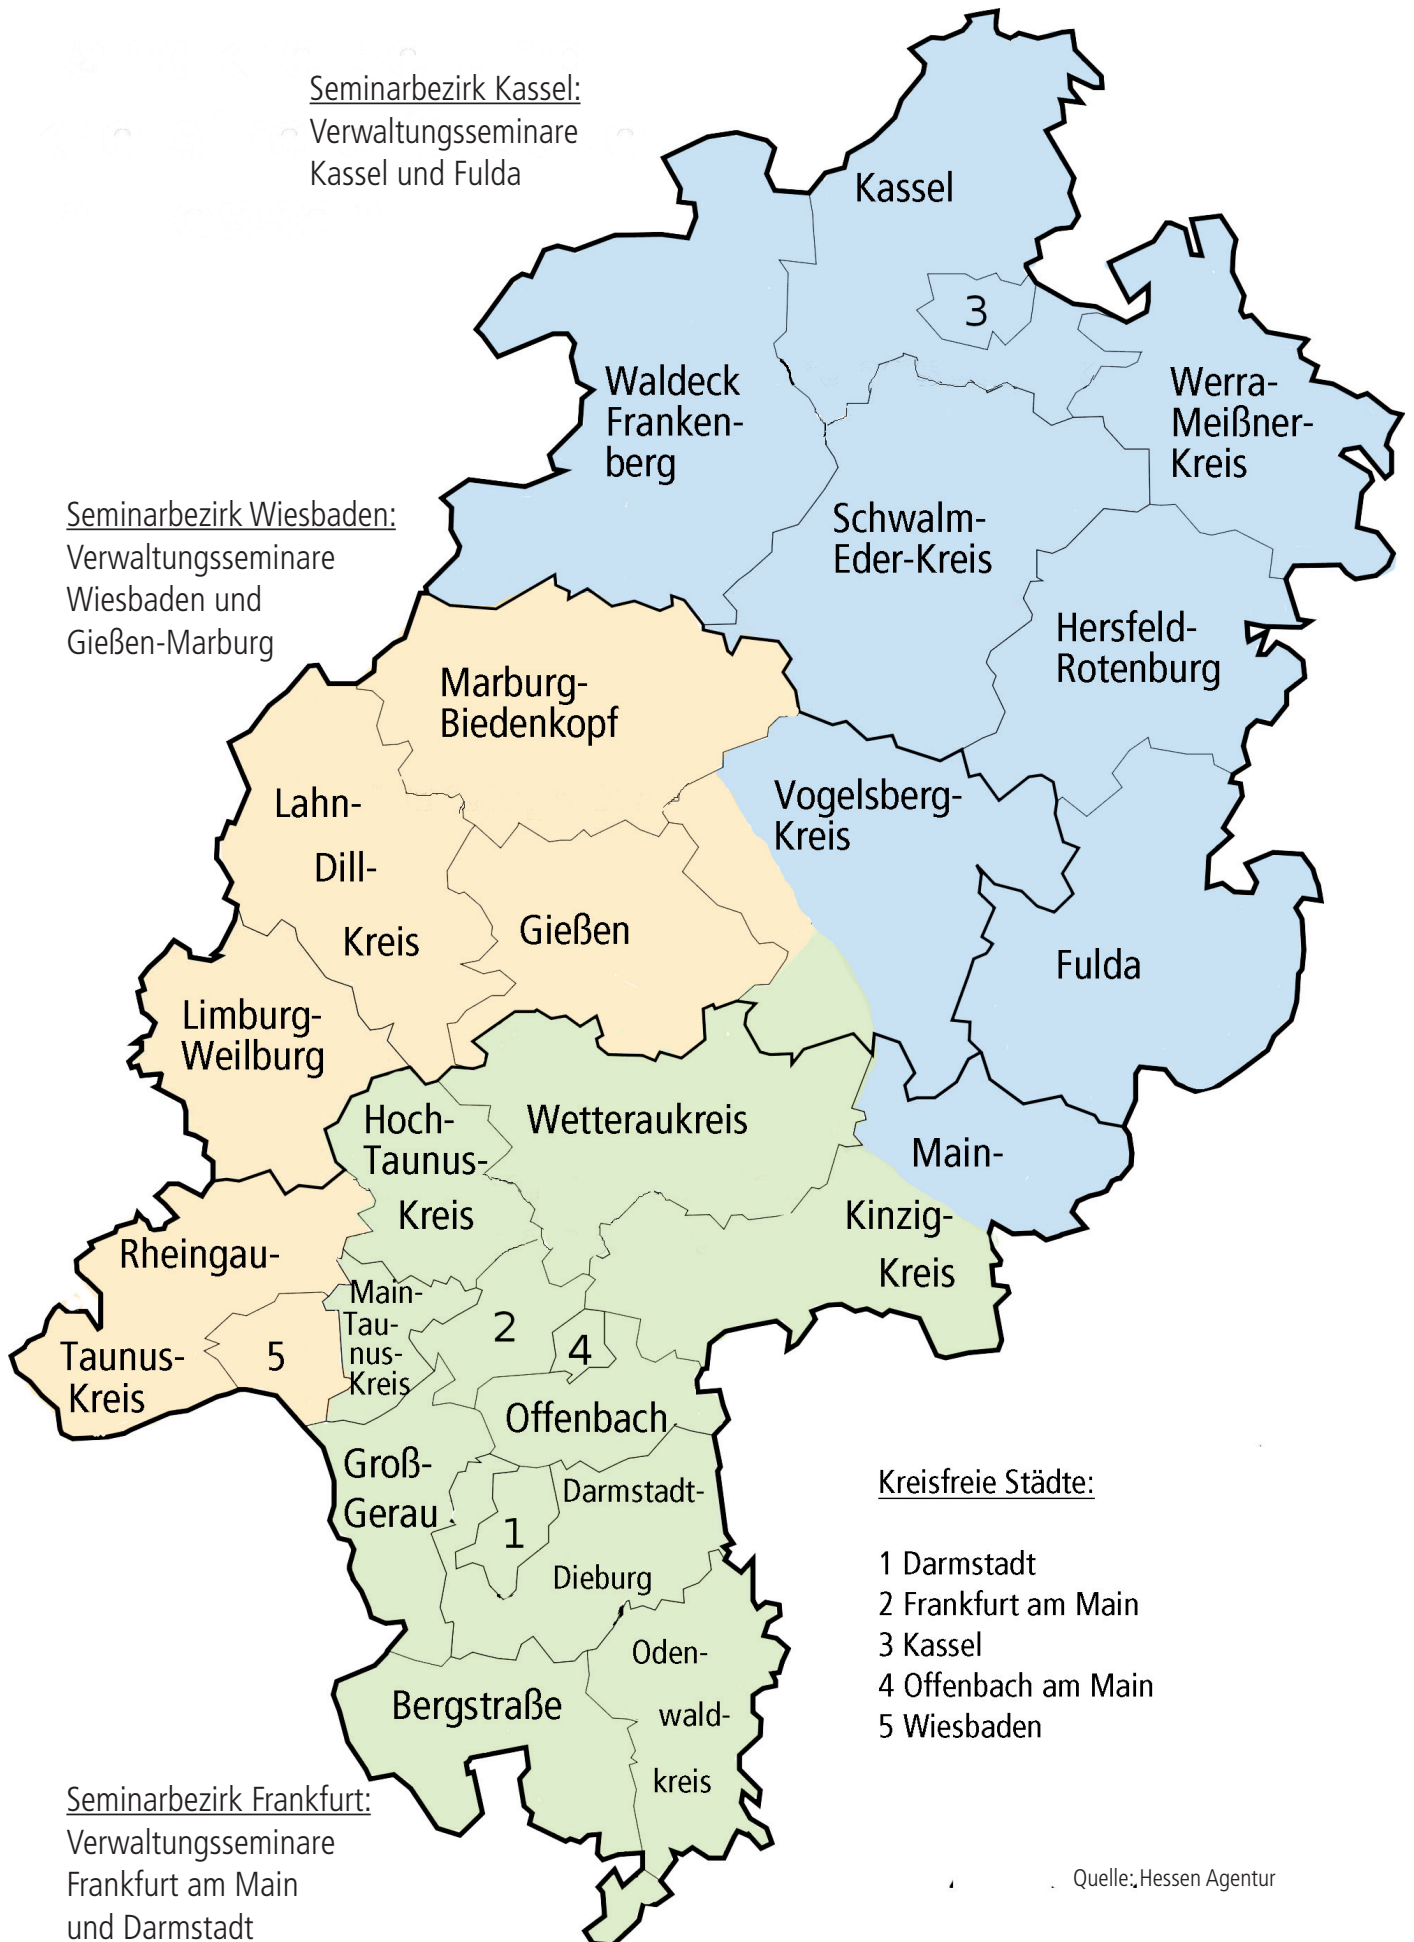 Seminarbezirk Kassel:
Verwaltungsseminare
Kassel und Fulda
Kassel
3
Waldeck
Franken-
berg
Werra-
Meißner-
Kreis
Seminarbezirk Wiesbaden:
Verwaltungsseminare
Wiesbaden und
Gießen-Marburg
Schwalm-
Eder-Kreis
Hersfeld-
Rotenburg
Marburg-
Biedenkopf
Lahn-
Dill-
Kreis
Vogelsberg-
Kreis
Gießen
Fulda
Limburg-
Weilburg
Hoch-
Taunus-
Kreis
Wetteraukreis
Main-
Kinzig-
Kreis
Rheingau-
Taunus-
Kreis
5
Main-
Tau-
nus-
Kreis
2
4
Offenbach
Groß-
Gerau
Darmstadt-
Dieburg
1
Oden-
wald-
kreis
Bergstraße
Kreisfreie Städte:
1 Darmstadt
2 Frankfurt am Main
3 Kassel
4 Offenbach am Main
5 Wiesbaden
Seminarbezirk Frankfurt:
Verwaltungsseminare
Frankfurt am Main
und Darmstadt
Quelle: Hessen Agentur